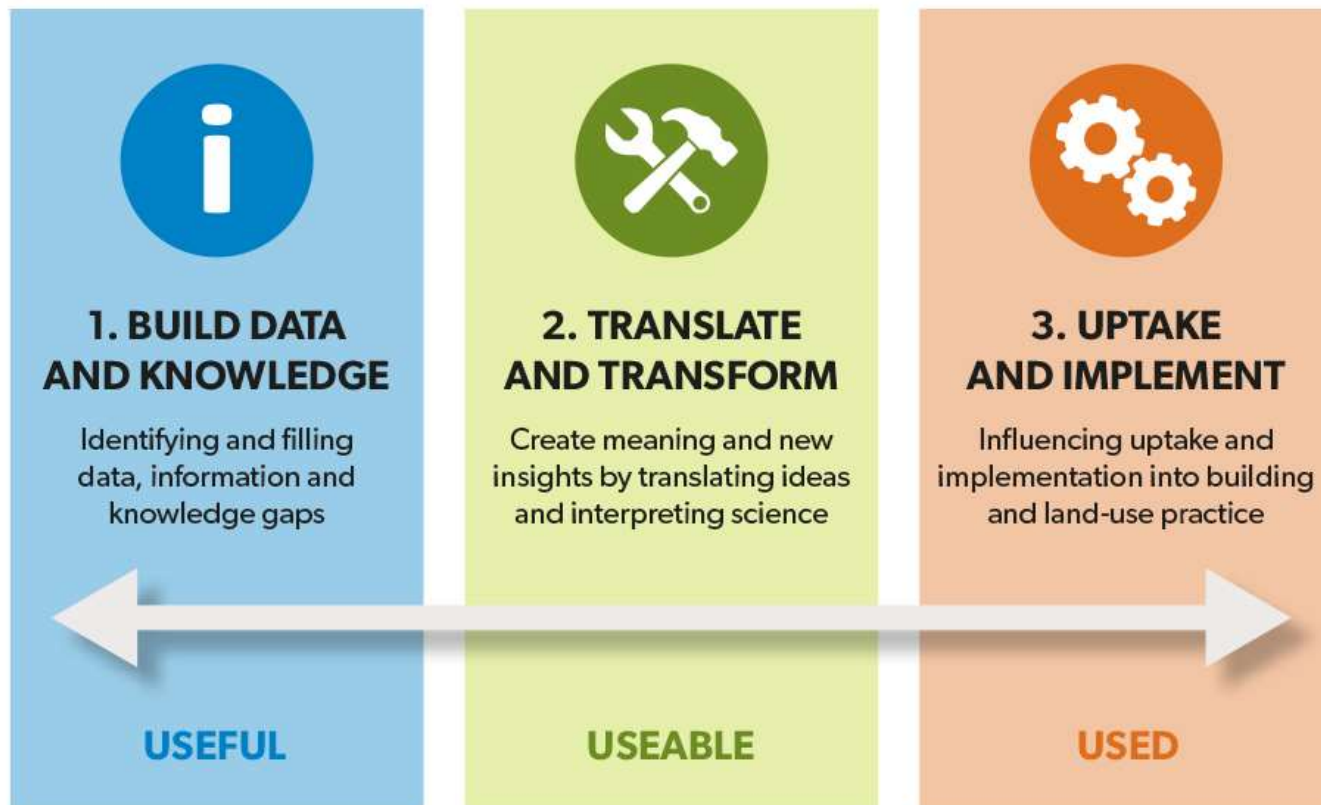 1. BUILD DATA
AND KNOWLEDGE
Identifying and filling
data, information and
knowledge gaps
USEFUL
2. TRANSLATE
AND TRANSFORM
Create meaning and new
insights by translating ideas
and interpreting science
USEABLE
3. UPTAKE
AND IMPLEMENT
Influencing uptake and
implementation into building
and land-use practice
USED